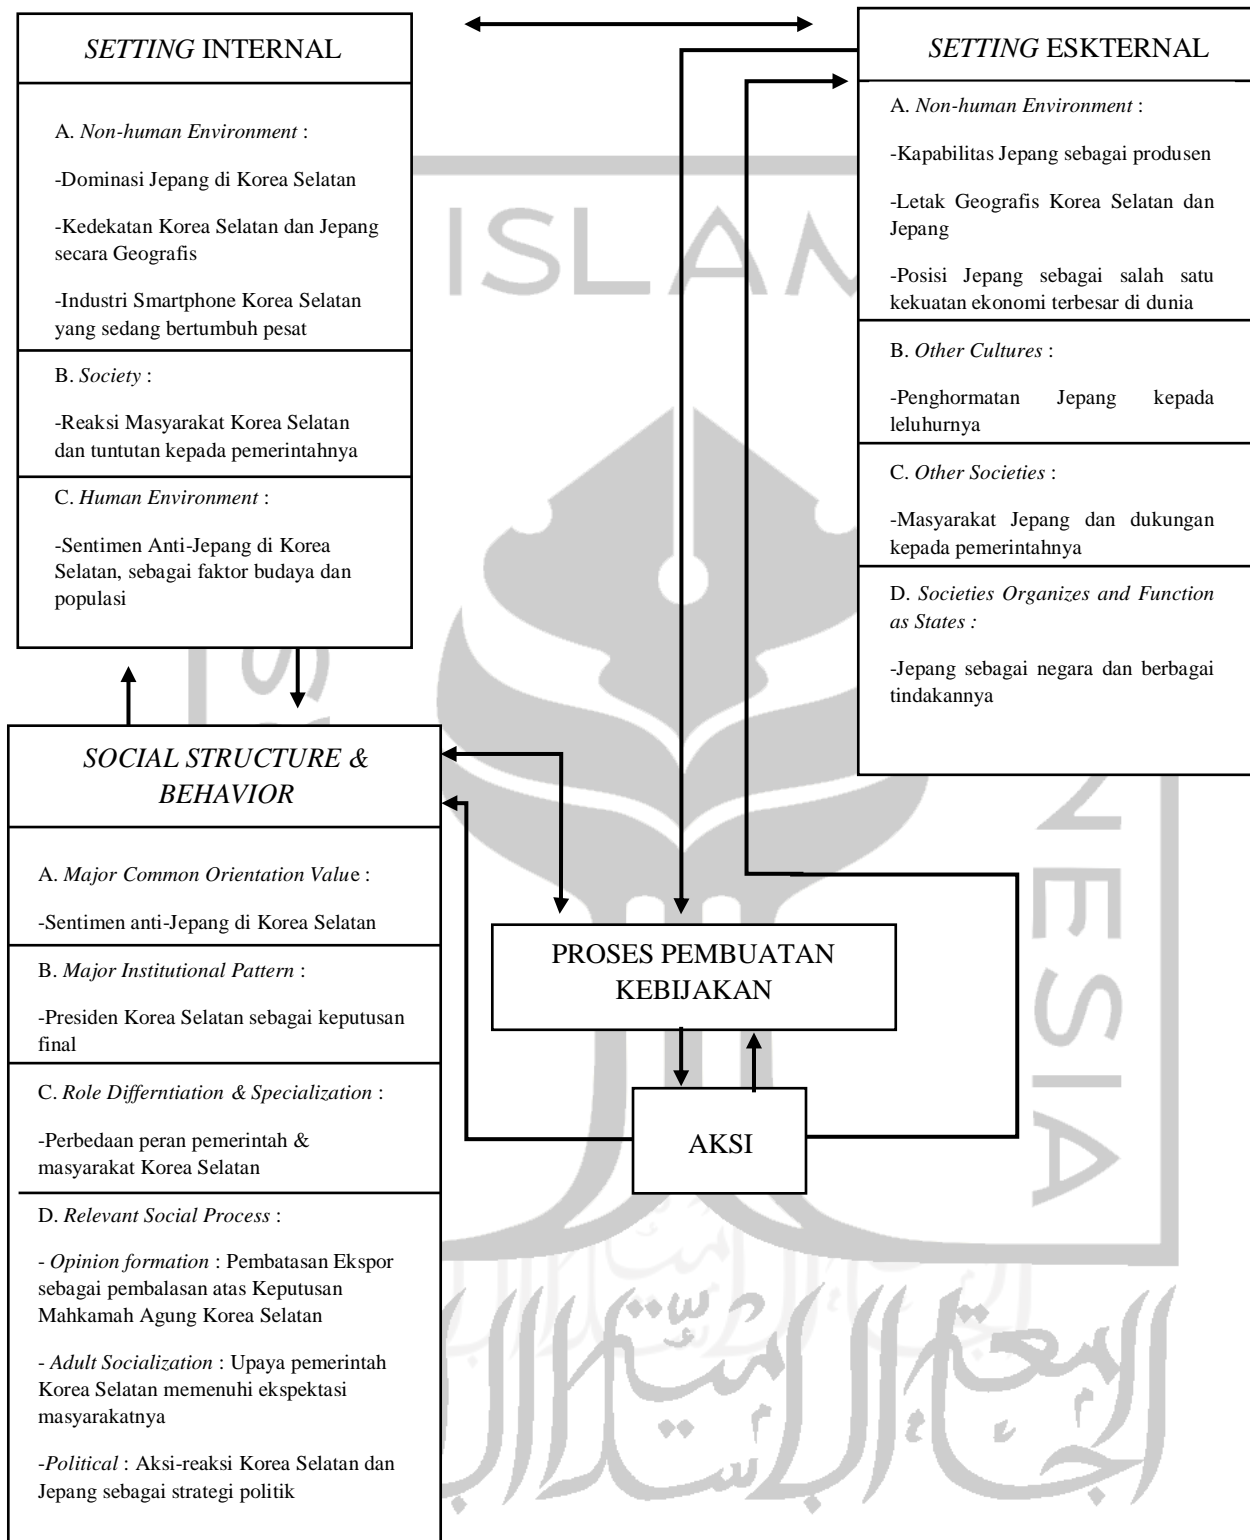 SETTING INTERNAL
A. Non-human Environment :
-Dominasi Jepang di Korea Selatan
-Kedekatan Korea Selatan dan Jepang
secara Geografis
-Industri Smartphone Korea Selatan
yang sedang bertumbuh pesat
B. Society :
-Reaksi Masyarakat Korea Selatan
dan tuntutan kepada pemerintahnya
C. Human Environment :
-Sentimen Anti-Jepang di Korea
Selatan, sebagai faktor budaya dan
populasi
SETTING ESKTERNAL
A. Non-human Environment :
-Kapabilitas Jepang sebagai produsen
-Letak Geografis Korea Selatan dan
Jepang
-Posisi Jepang sebagai salah satu
kekuatan ekonomi terbesar di dunia
B. Other Cultures :
-Penghormatan Jepang kepada
leluhurnya
C. Other Societies :
-Masyarakat Jepang dan dukungan
kepada pemerintahnya
D. Societies Organizes and Function
as States :
-Jepang sebagai negara dan berbagai
tindakannya
SOCIAL STRUCTURE &
BEHAVIOR
A. Major Common Orientation Value :
-Sentimen anti-Jepang di Korea Selatan
B. Major Institutional Pattern :
-Presiden Korea Selatan sebagai keputusan
final
C. Role Differntiation & Specialization :
-Perbedaan peran pemerintah &
masyarakat Korea Selatan
D. Relevant Social Process :
- Opinion formation : Pembatasan Ekspor
sebagai pembalasan atas Keputusan
Mahkamah Agung Korea Selatan
- Adult Socialization : Upaya pemerintah
Korea Selatan memenuhi ekspektasi
masyarakatnya
-Political : Aksi-reaksi Korea Selatan dan
Jepang sebagai strategi politik
PROSES PEMBUATAN
KEBIJAKAN
AKSI
ISLAM
NESIA